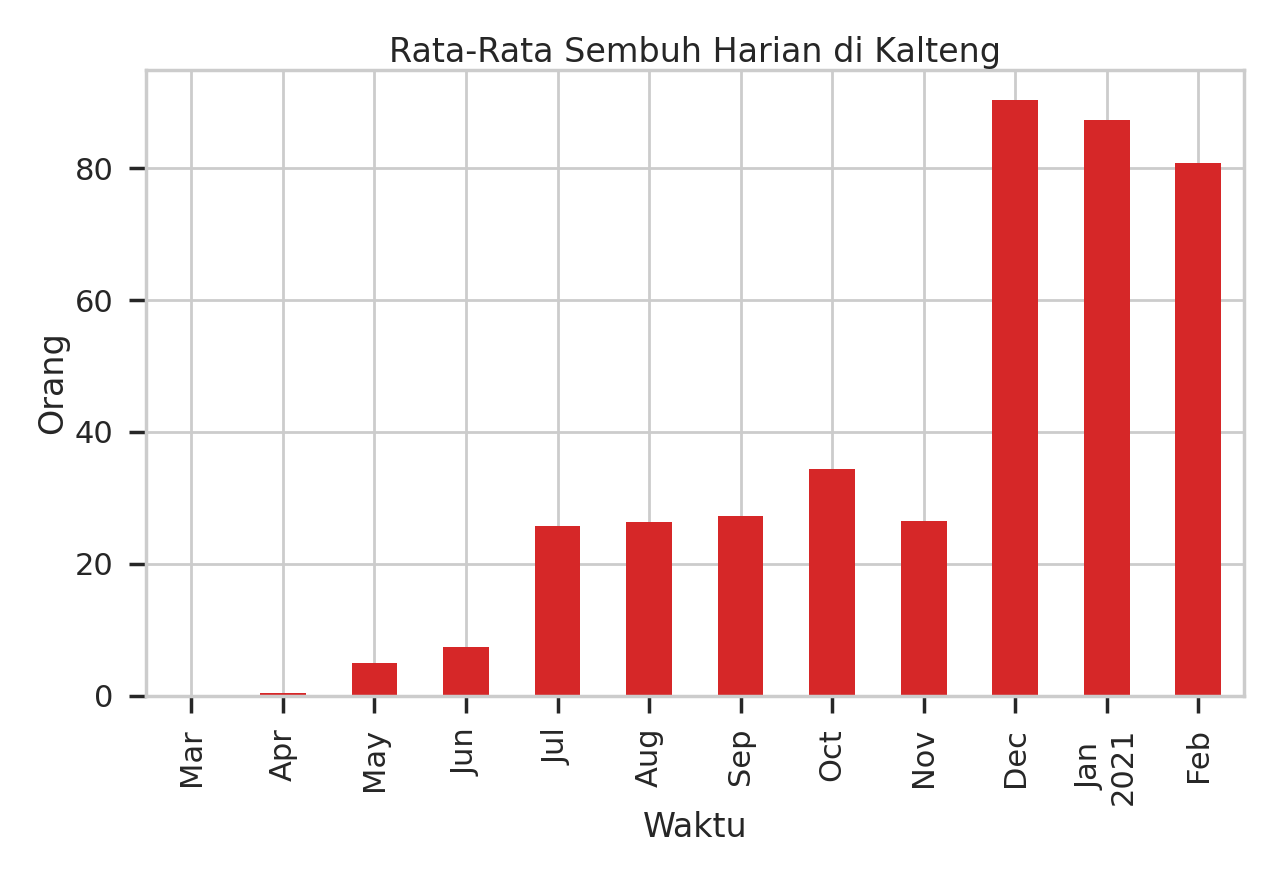 Rata-Rata Sembuh Harian di Kalteng
Orang
80
60
40
20
0
Mar
Apr
May
Jun
Jul
Aug
Sep
Oct
Nov
Dec
Jan
2021
Feb
Waktu